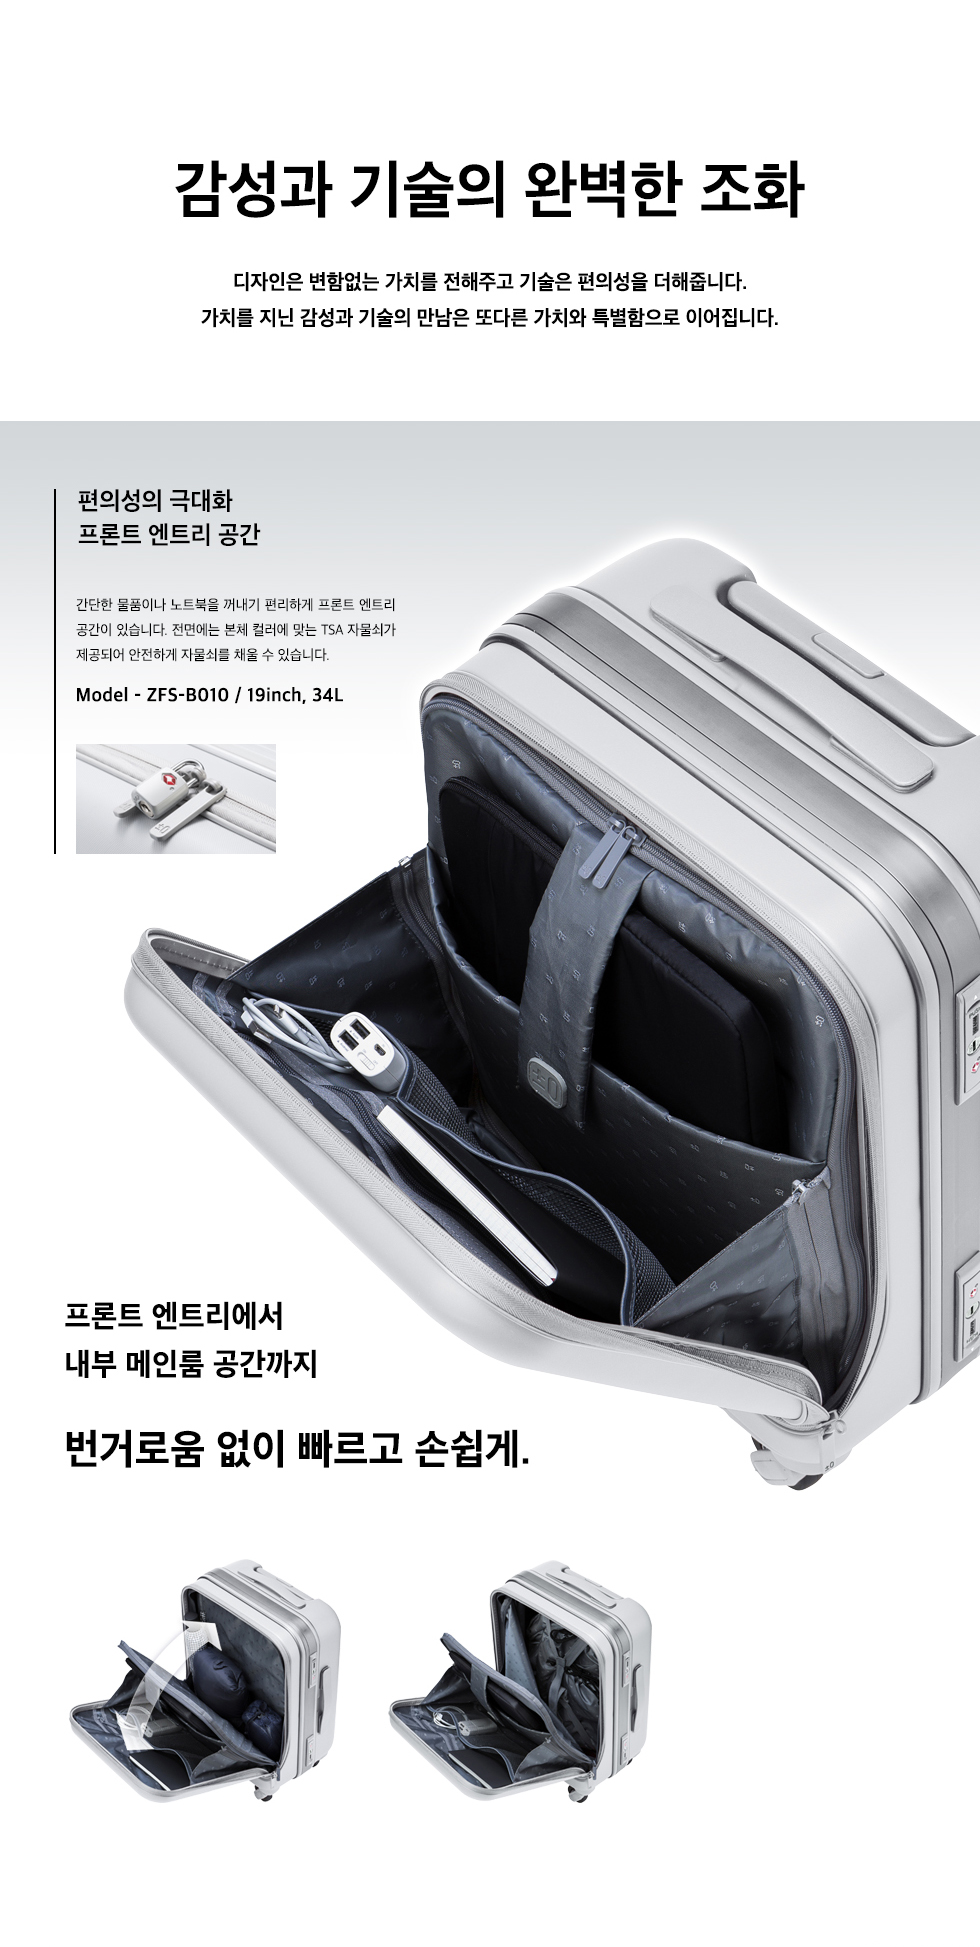 감성과 기술의 완벽한 조화
디자인은 변함없는 가치를 전해주고 기술은 편의성을 더해줍니다.
가치를 지닌 감성과 기술의 만남은 또다른 가치와 특별함으로 이어집니다.
편의성의 극대화
프론트 엔트리 공간
간단한 물품이나 노트북을 꺼내기 편리하게 프론트 엔트리
공간이 있습니다. 전면에는 본체 컬러에 맞는 TSA 자물쇠가
제공되어 안전하게 자물쇠를 채울 수 있습니다.
Model - ZFS-B010 / 19inch, 34L
±0
프론트 엔트리에서
내부 메인룸 공간까지
번거로움 없이 빠르고 손쉽게.